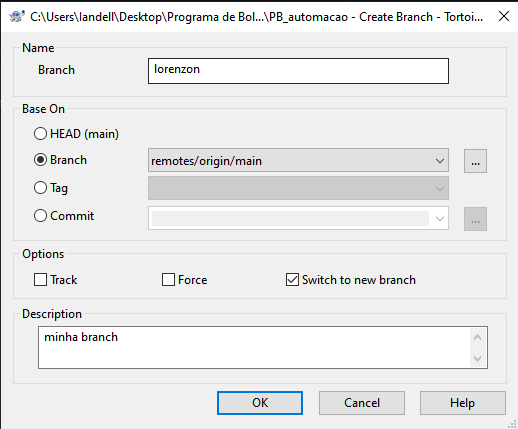 C:\Users\landell\Desktop\Programa de Bol...\PB_automacao - Create Branch - Tortoi...
Name
Branch
lorenzon
Base On
HEAD (main)
Branch
remotes/origin/main
...
Tag
Commit
...
Options
Track
Force
Switch to new branch
Description
minha branch
OK
Cancel
Help